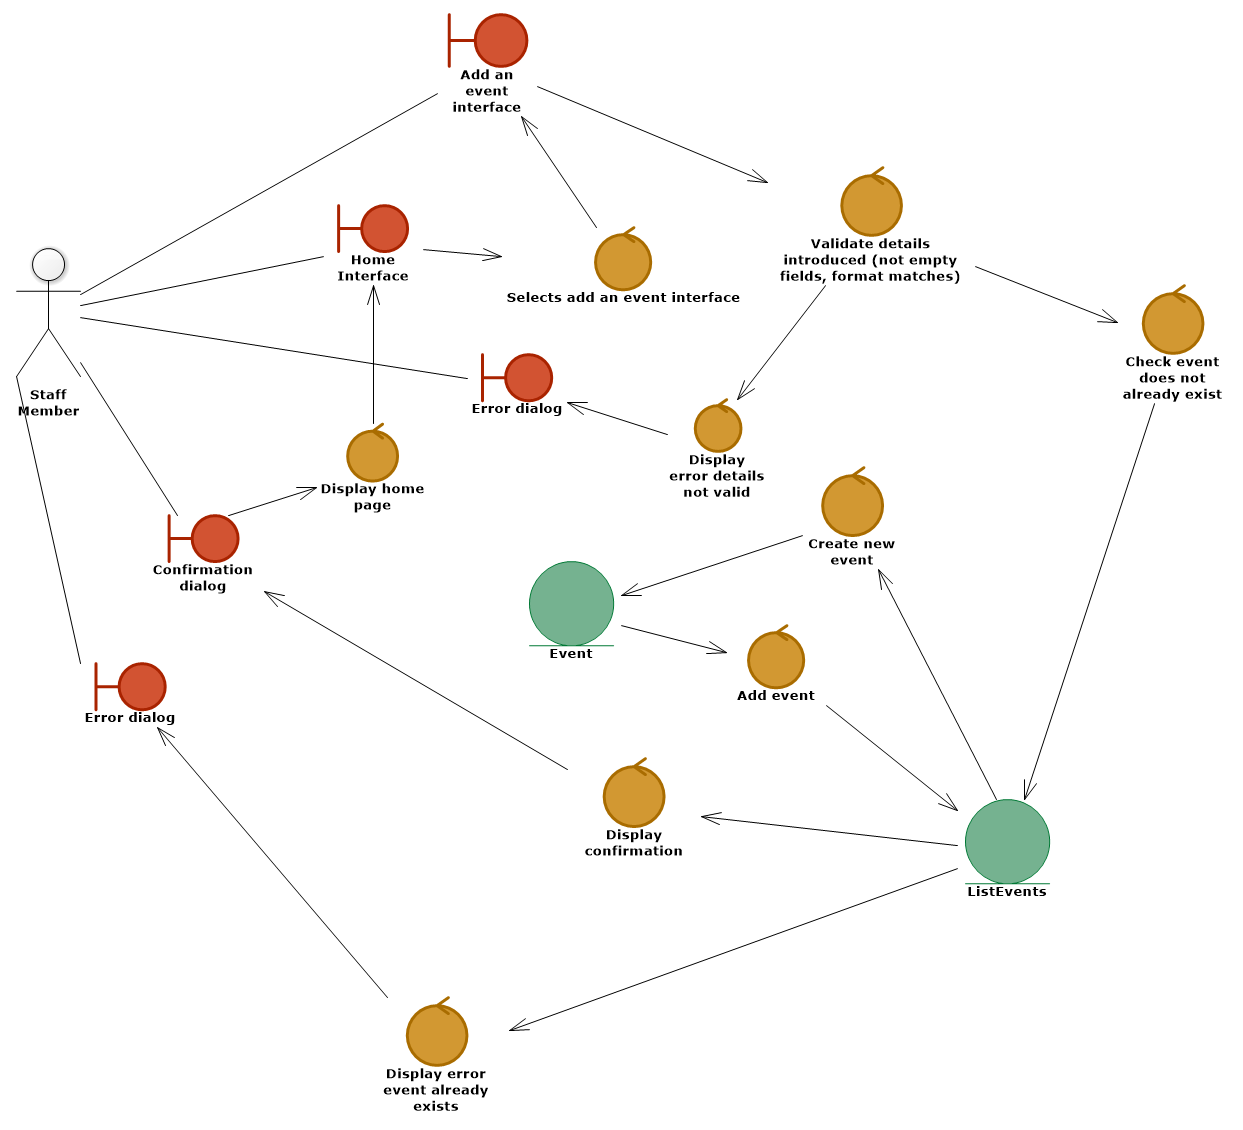 Add an
event
interface
Home
Interface
Selects add an event interface
Validate details
introduced (not empty
fields, format matches)
Check event
does not
already exist
Staff
Member
Error dialog
Display
error details
not valid
Display home
page
Create new
event
Confirmation
dialog
Event
Add event
Error dialog
Display
confirmation
ListEvents
Display error
event already
exists